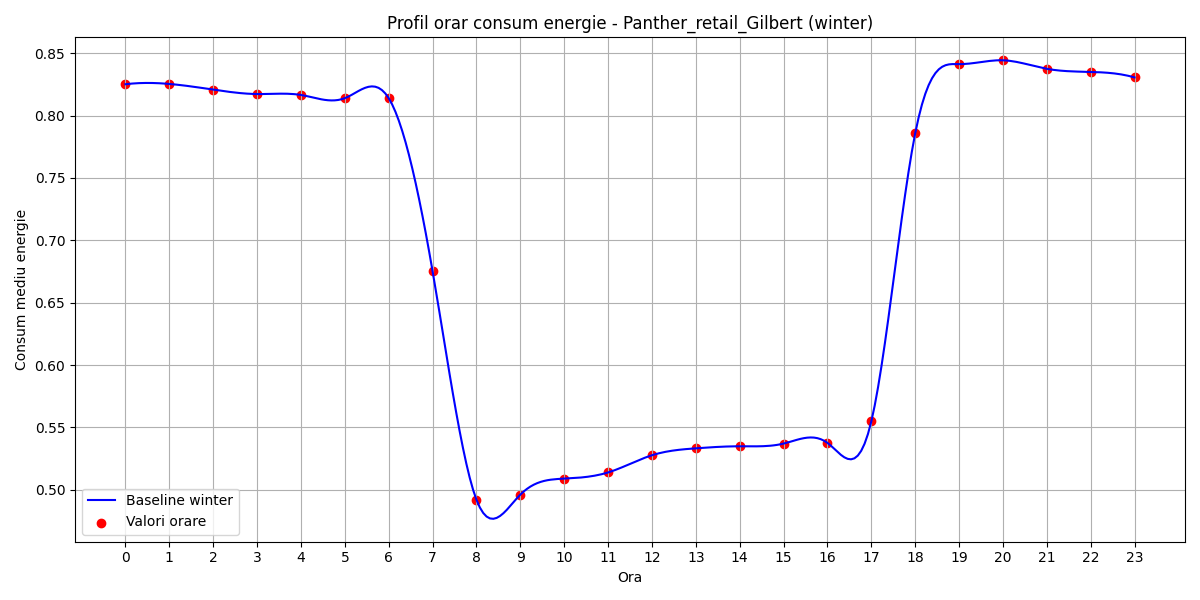 Profil orar consum energie - Panther_retail_Gilbert (winter)
Consum mediu energie
0.85
0.80
0.75
0.70
0.65
0.60
0.55
0.50
Baseline winter
Valori orare
0 1 2 3 4 5 6 7 8 9 10 11 12 13 14 15 16 17 18 19 20 21 22 23
Ora